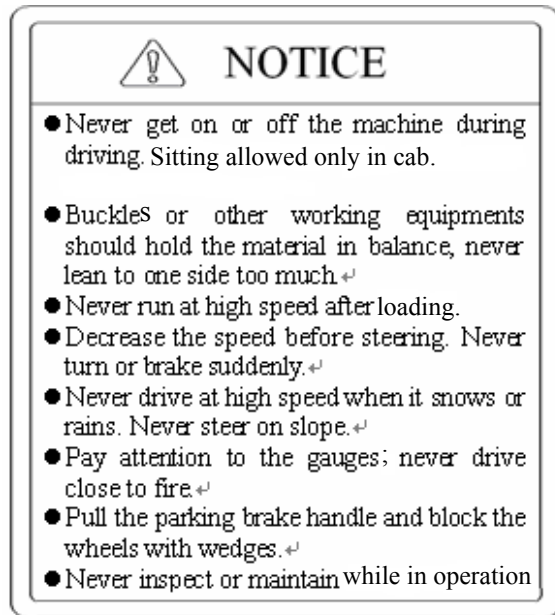 NOTICE
●Never get on or off the machine during
driving. Sitting allowed only in cab.
●Buckles or other working equipments
should hold the material in balance, never
lean to one side too much↵
●Never run at high speed after loading.
●Decrease the speed before steering. Never
turn or brake suddenly.↵
●Never drive at high speed when it snows or
rains. Never steer on slope.↵
●Pay attention to the gauges; never drive
close to fire.↵
●Pull the parking brake handle and block the
wheels with wedges.↵
●Never inspect or maintain while in operation